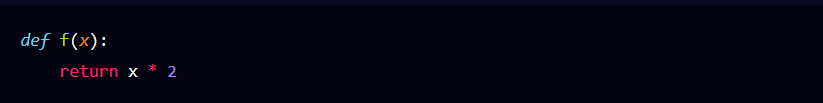 def f(x):
    return x * 2